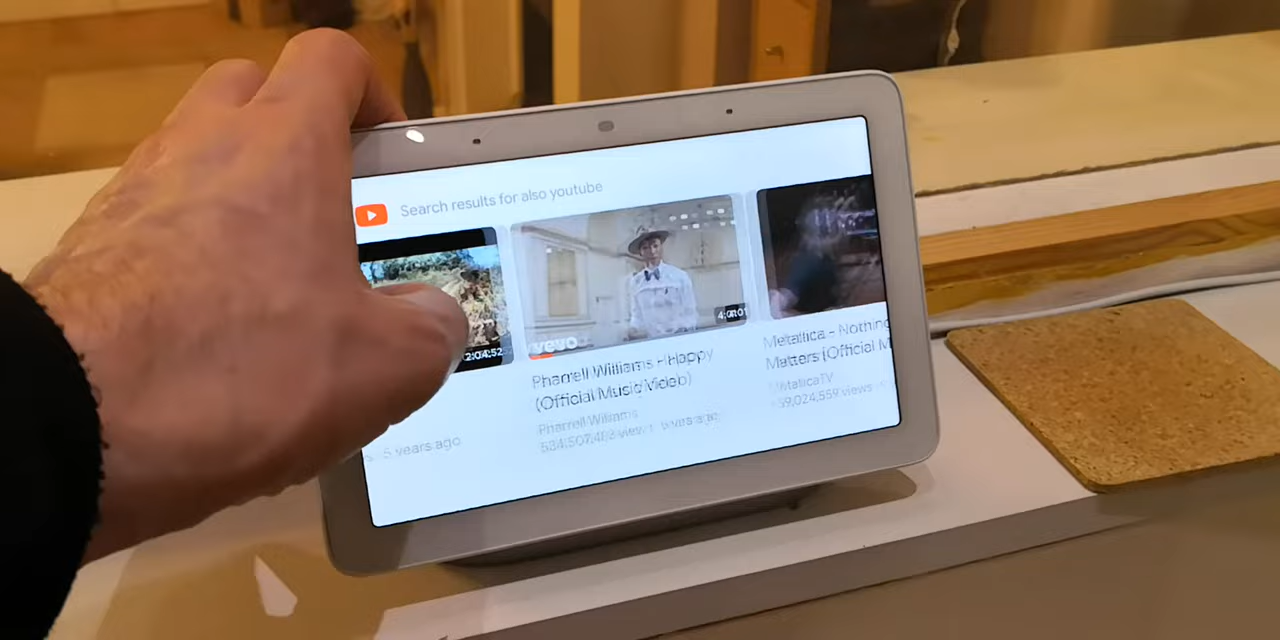 Search results for also youtube
2:04:52
vevo
4:01
Pharrell Williams - Happy
(Official Music Video)
Pharrell Williams
5 years ago
Metallica - Nothing
Matters (Official M
MetallicaTV
views